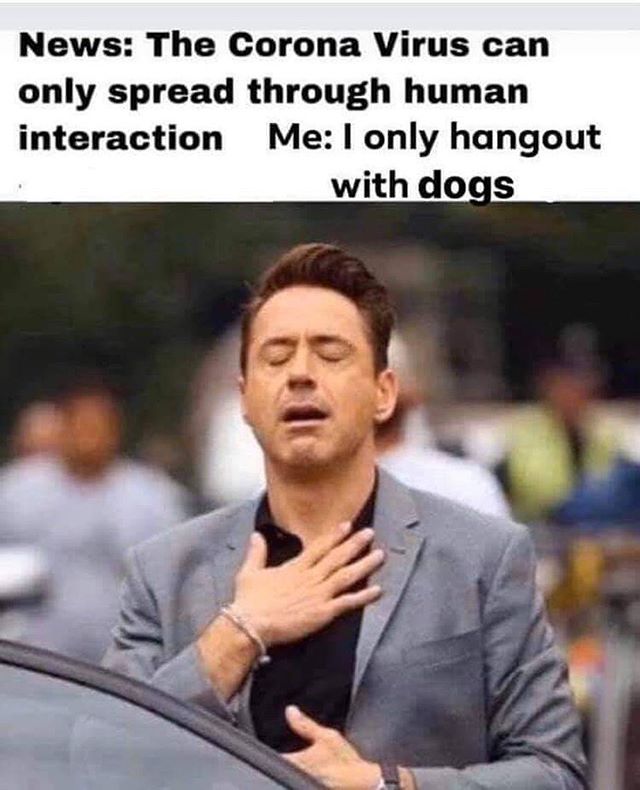 News: The Corona Virus can
only spread through human
interaction Me: I only hangout
with dogs